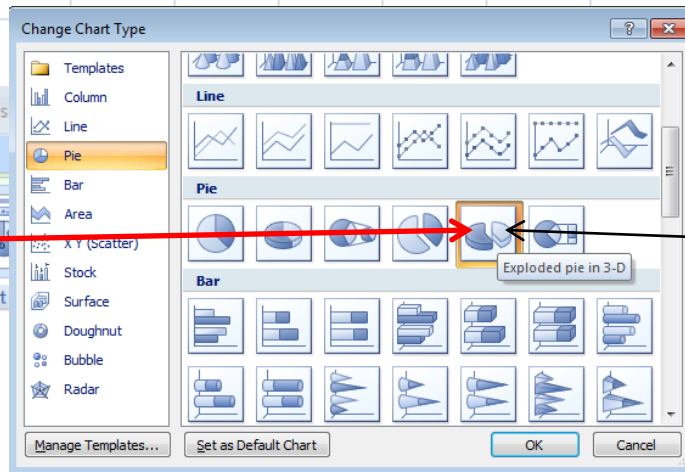 Change Chart Type
Templates
Column
Line
Pie
Bar
Area
X Y (Scatter)
Stock
Surface
Doughnut
Bubble
Radar
Line
Pie
Exploded pie in 3-D
Bar
Manage Templates...
Set as Default Chart
OK
Cancel